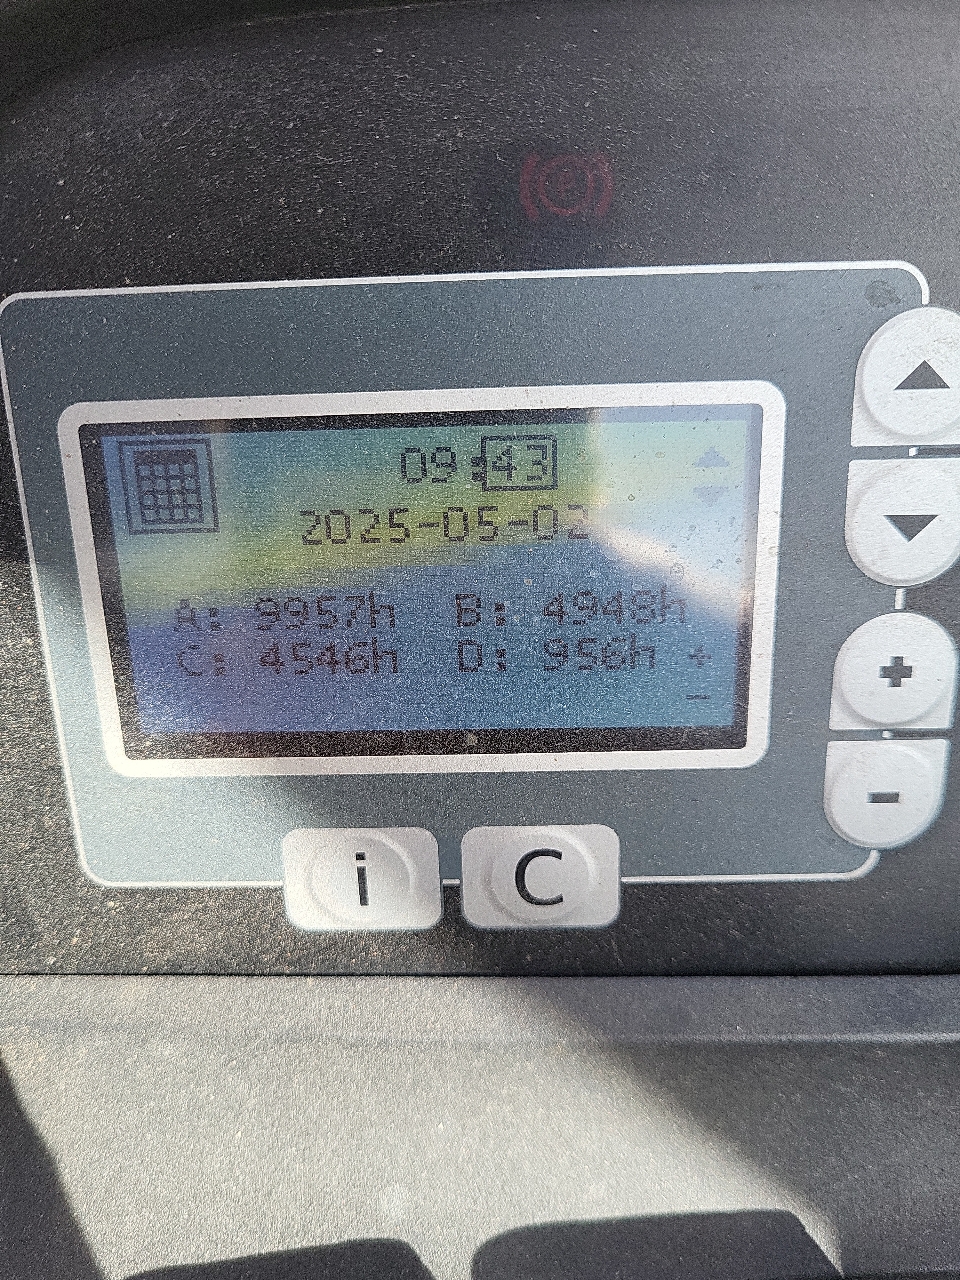 09:43
2025-05-02
A: 9957h B: 4948h
C: 4546h D: 956h +
-
+
-
i C